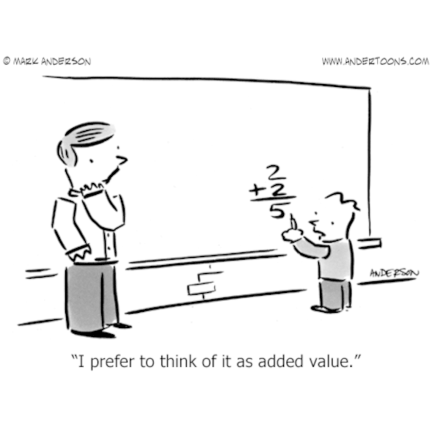 © MARK ANDERSON
WWW.ANDERTOONS.COM
2
+ 2
5
ANDERSON
“I prefer to think of it as added value.”